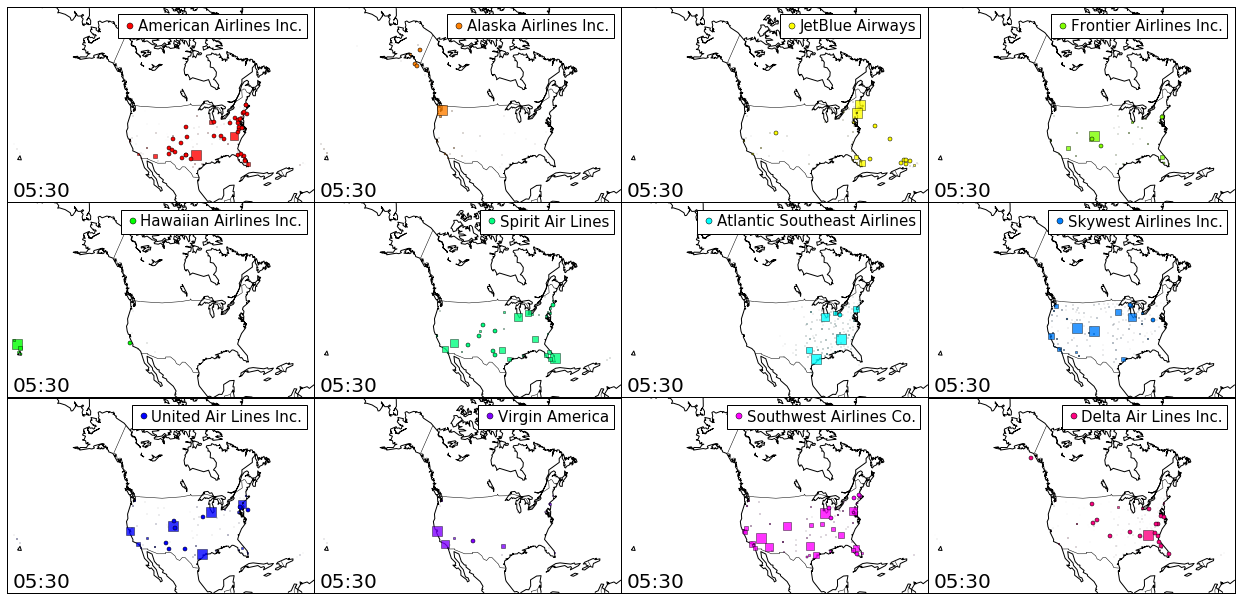 American Airlines Inc.
Alaska Airlines Inc.
JetBlue Airways
Frontier Airlines Inc.
05:30
05:30
05:30
05:30
Hawaiian Airlines Inc.
Spirit Air Lines
Atlantic Southeast Airlines
Skywest Airlines Inc.
05:30
05:30
05:30
05:30
United Air Lines Inc.
Virgin America
Southwest Airlines Co.
Delta Air Lines Inc.
05:30
05:30
05:30
05:30